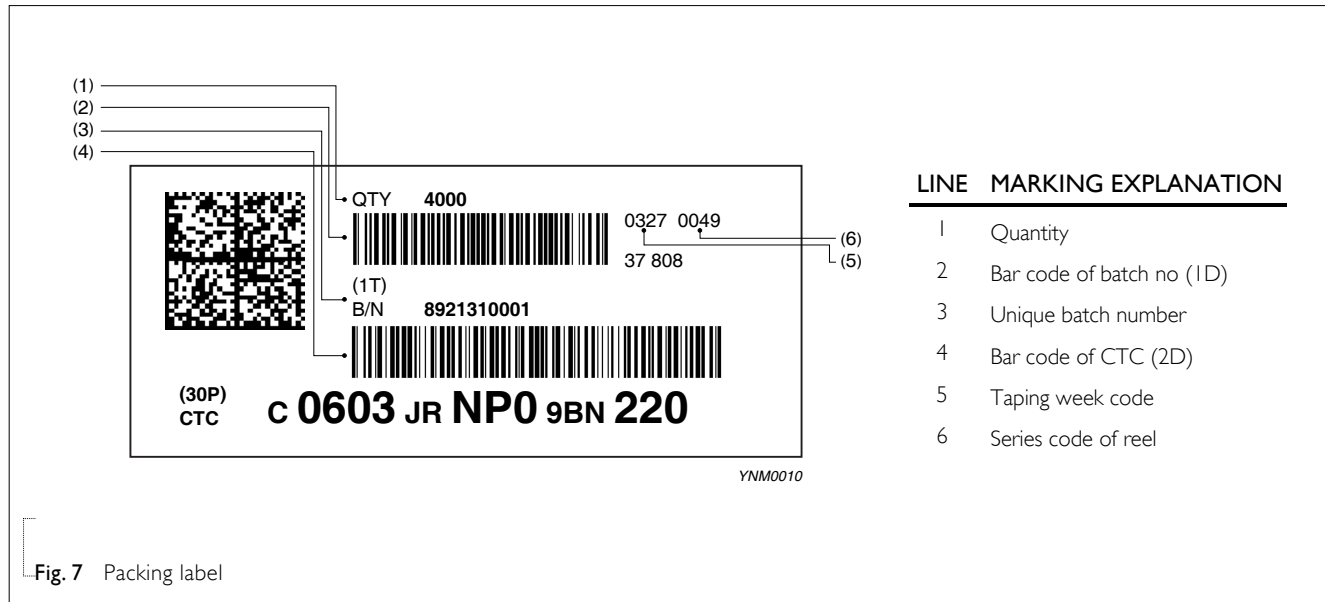 (1)
(2)
(3)
(4)
QTY 4000
0327 0049
(6)
(5)
37 808
(1T)
B/N 8921310001
(30P)
CTC
C 0603 JR NP0 9BN 220
YNM0010
LINE MARKING EXPLANATION
1 Quantity
2 Bar code of batch no (1D)
3 Unique batch number
4 Bar code of CTC (2D)
5 Taping week code
6 Series code of reel
Fig. 7 Packing label